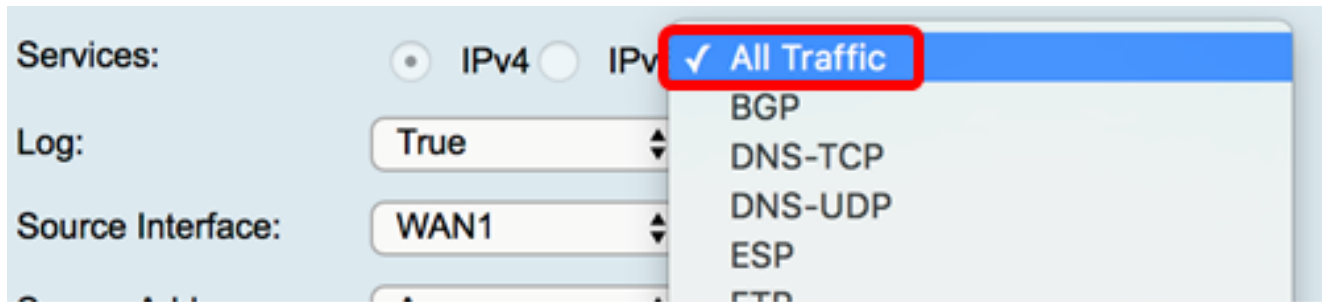 Services: IPv4 IPv ✓ All Traffic
BGP
Log: True
DNS-TCP
DNS-UDP
Source Interface: WAN1
ESP